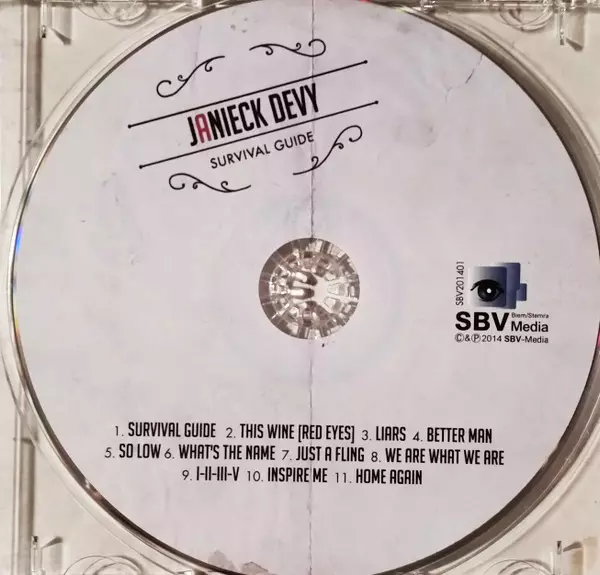 JANIECK DEVY
SURVIVAL GUIDE
SBV201401
SBV Brem/Stemra
Media
©&℗2014 SBV-Media
1. SURVIVAL GUIDE 2. THIS WINE [RED EYES] 3. LIARS 4. BETTER MAN
5. SO LOW 6. WHAT'S THE NAME 7. JUST A FLING 8. WE ARE WHAT WE ARE
9. I-II-III-V 10. INSPIRE ME 11. HOME AGAIN